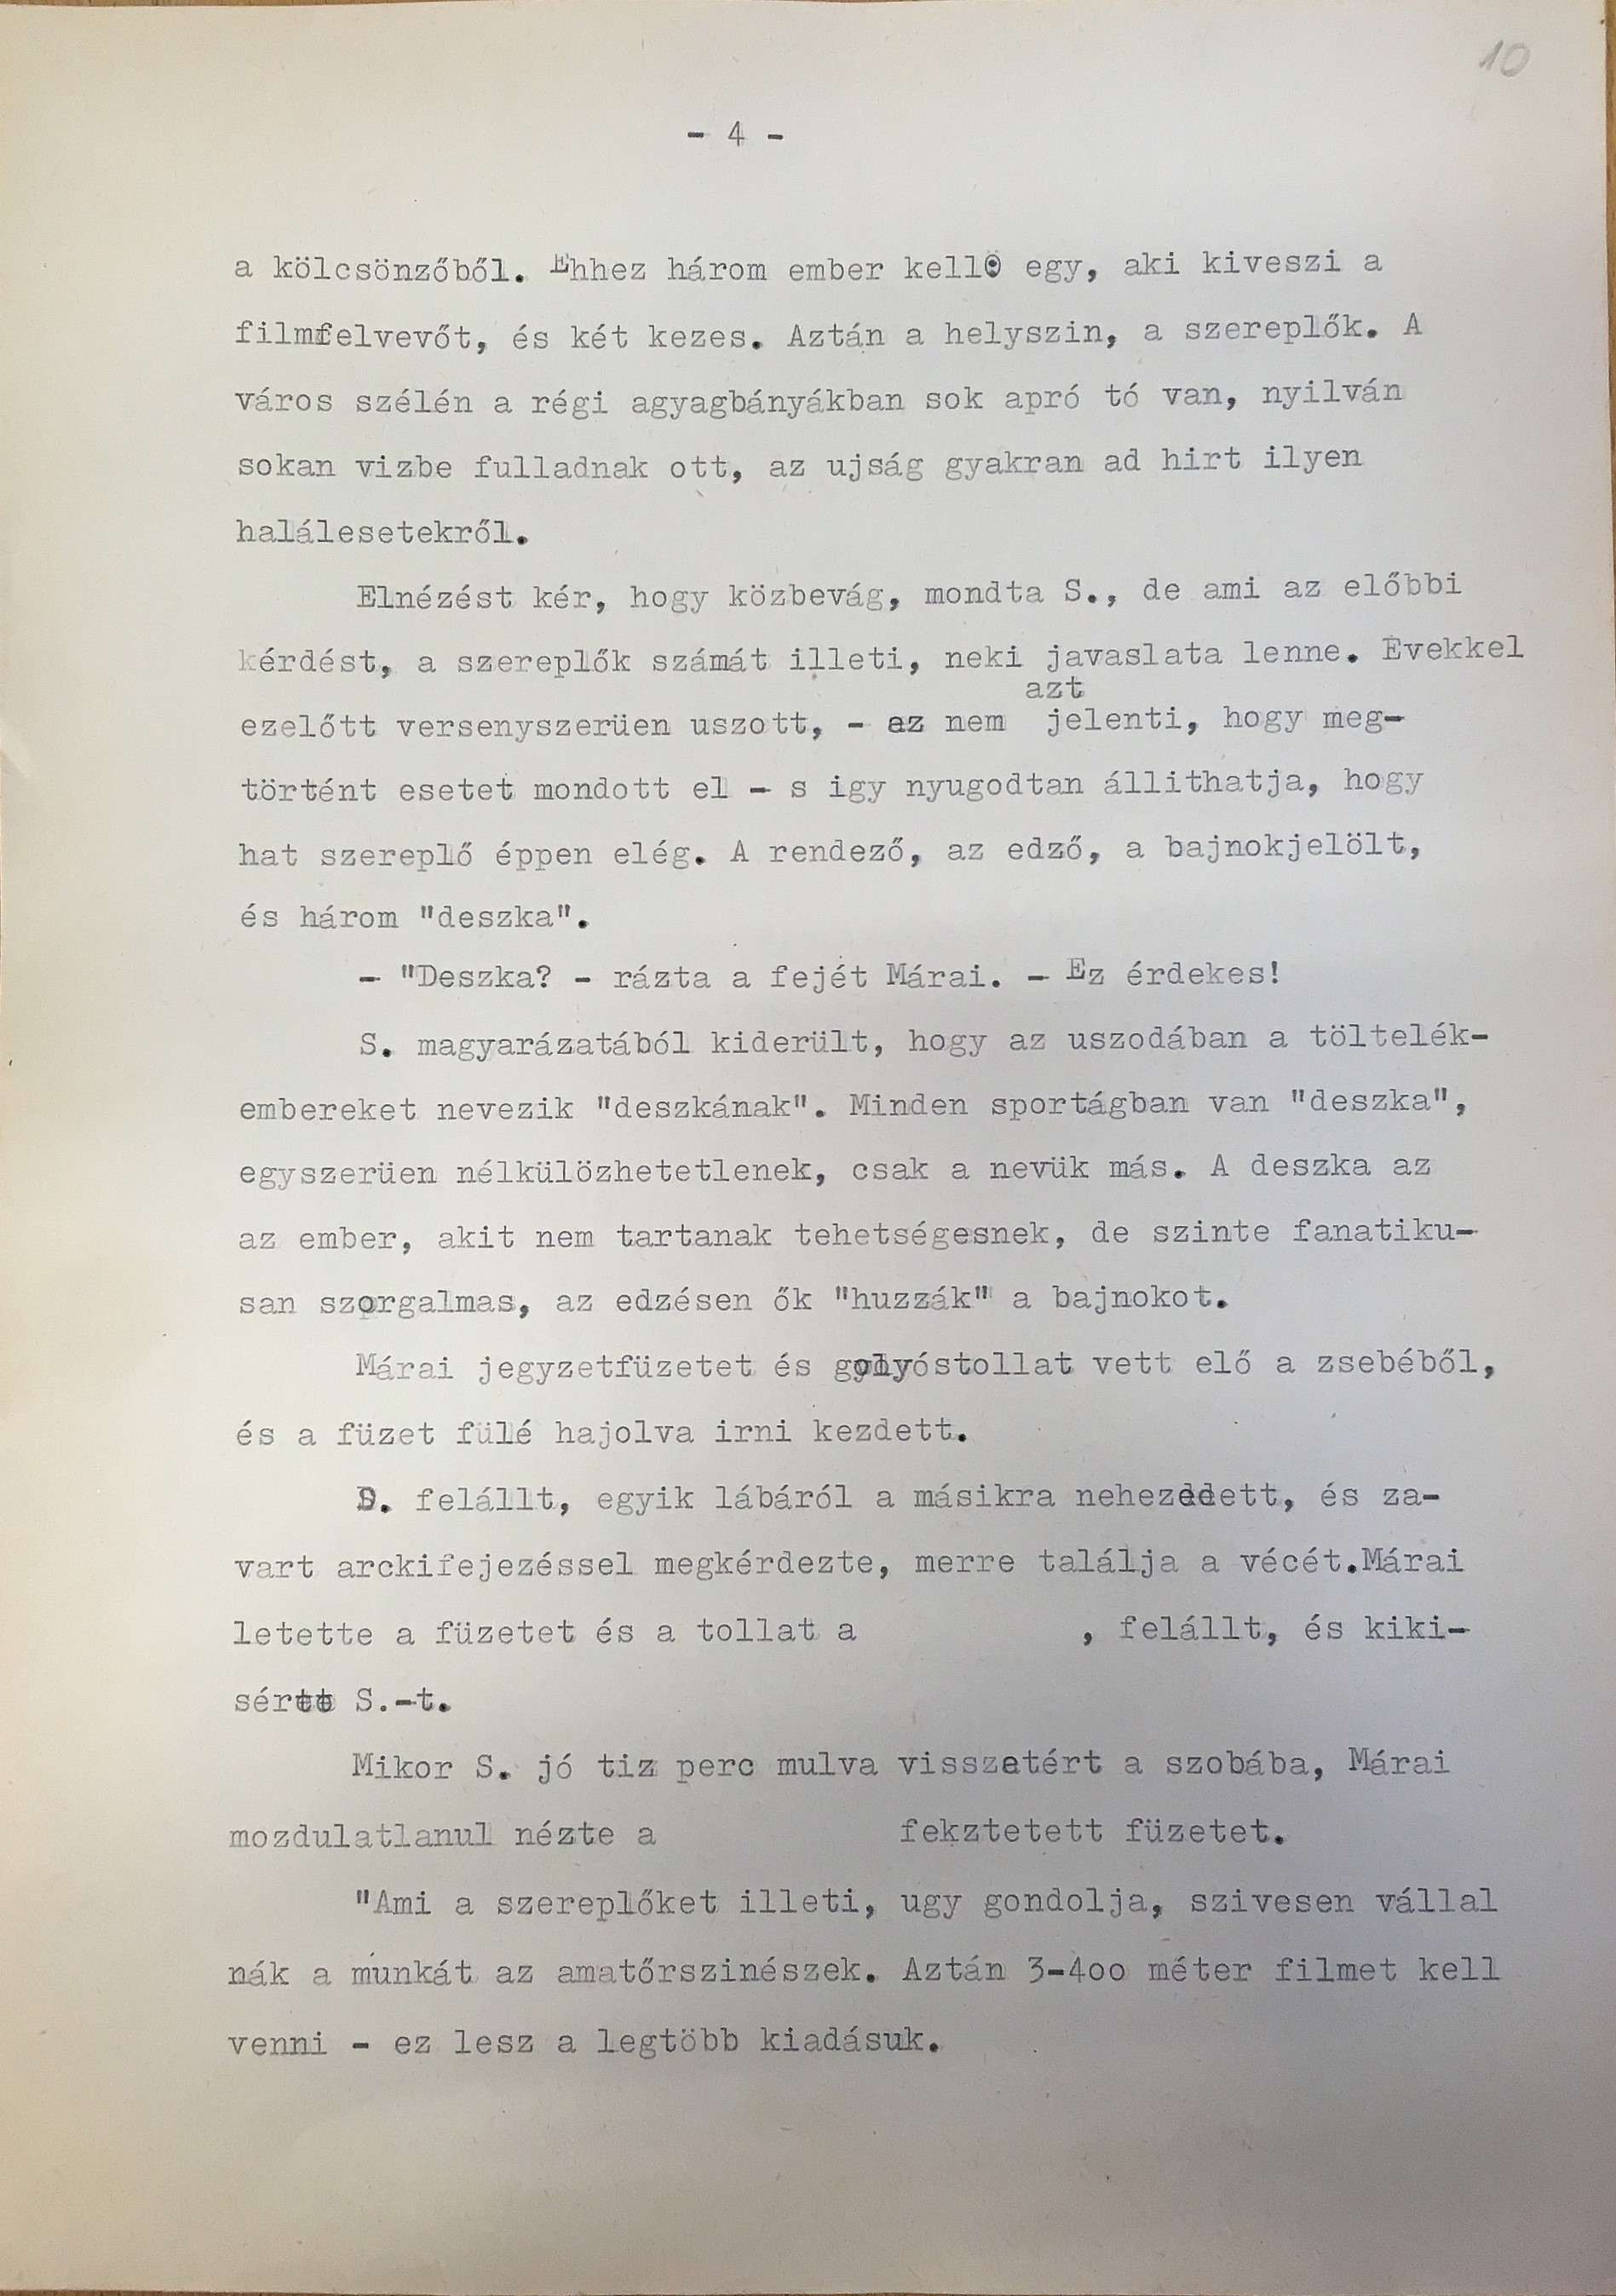 10
- 4 -
a kölcsönzőből. Ehhez három ember kell: egy, aki kiveszi a
filmfelvevőt, és két kezes. Aztán a helyszin, a szereplők. A
város szélén a régi agyagbányákban sok apró tó van, nyilván
sokan vizbe fulladnak ott, az ujság gyakran ad hirt ilyen
halálesetekről.
Elnézést kér, hogy közbevág, mondta S., de ami az előbbi
kérdést, a szereplők számát illeti, neki javaslata lenne. Évekkel
azt
ezelőtt versenyszerüen uszott, - ez nem jelenti, hogy meg-
történt esetet mondott el - s igy nyugodtan állithatja, hogy
hat szereplő éppen elég. A rendező, az edző, a bajnokjelölt,
és három "deszka".
- "Deszka? - rázta a fejét Márai. - Ez érdekes!
S. magyarázatából kiderült, hogy az uszodában a töltelék-
embereket nevezik "deszkának". Minden sportágban van "deszka",
egyszerüen nélkülözhetetlenek, csak a nevük más. A deszka az
az ember, akit nem tartanak tehetségesnek, de szinte fanatiku-
san szorgalmas, az edzésen ők "huzzák" a bajnokot.
Márai jegyzetfüzetet és golyóstollat vett elő a zsebéből,
és a füzet fülé hajolva irni kezdett.
S. felállt, egyik lábáról a másikra nehezedett, és za-
vart arckifejezéssel megkérdezte, merre találja a vécét.Márai
letette a füzetet és a tollat a , felállt, és kiki-
sérte S.-t.
Mikor S. jó tiz perc mulva visszatért a szobába, Márai
mozdulatlanul nézte a fekztetett füzetet.
"Ami a szereplőket illeti, ugy gondolja, szivesen vállal
nák a munkát az amatőrszinészek. Aztán 3-4oo méter filmet kell
venni - ez lesz a legtöbb kiadásuk.